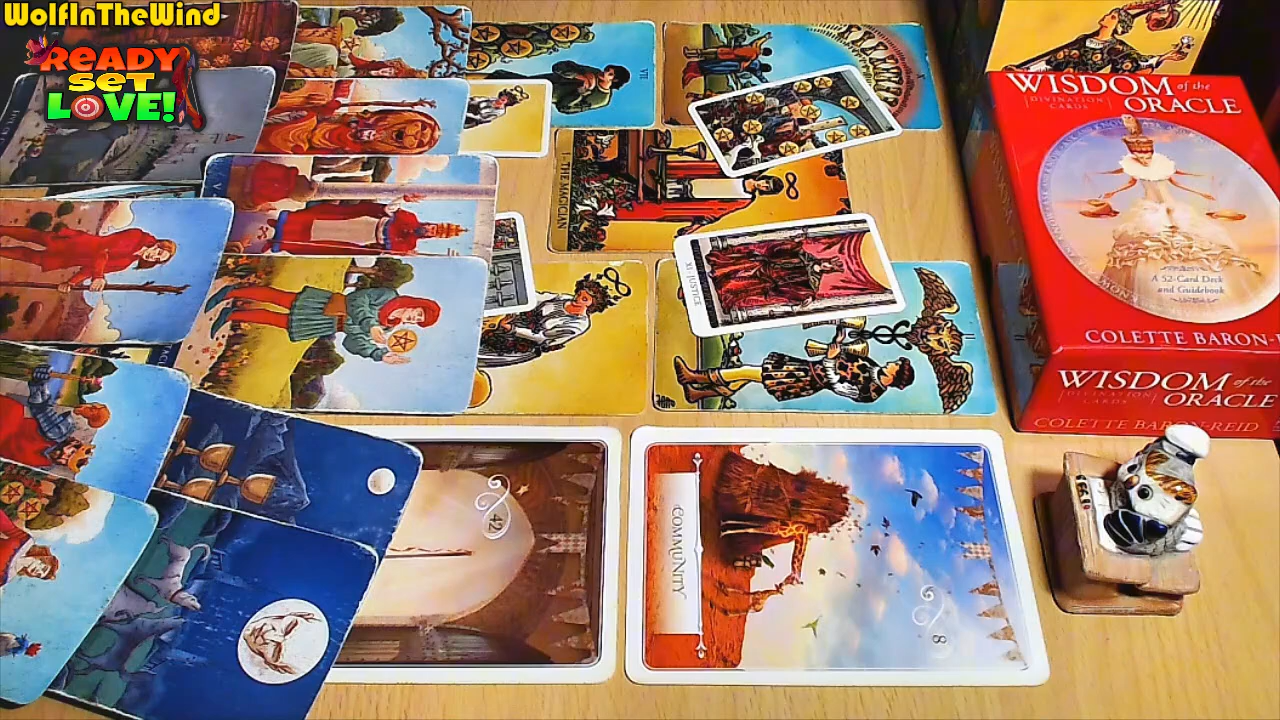 WolfInTheWind
READY
SET
LOVE!
VII
X
I · THE MAGICIAN
XI JUSTICE
WISDOM of the
DIVINATION
CARDS
ORACLE
A 52-Card Deck
and Guidebook
COLETTE BARON-
WISDOM of the
DIVINATION
CARDS
ORACLE
COLETTE BARON-REID
42
COMMUNITY
8